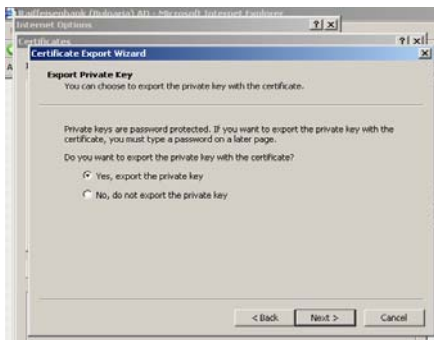 Raiffeisenbank (Bulgaria) AD - Microsoft Internet Explorer
Internet Options
Certificates
Certificate Export Wizard
Export Private Key
You can choose to export the private key with the certificate.
Private keys are password protected. If you want to export the private key with the
certificate, you must type a password on a later page.
Do you want to export the private key with the certificate?
Yes, export the private key
No, do not export the private key
< Back
Next >
Cancel